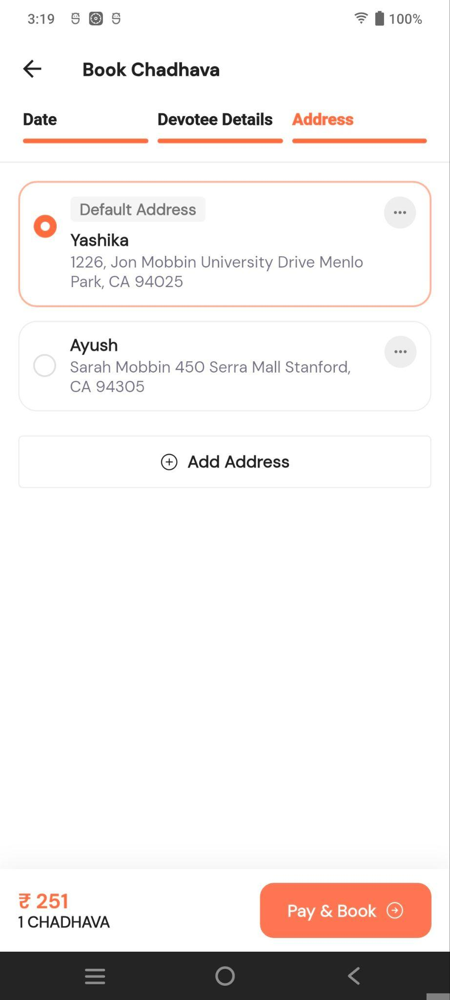 3:19
100%
Book Chadhava
Date
Devotee Details
Address
Default Address
Yashika
1226, Jon Mobbin University Drive Menlo
Park, CA 94025
Ayush
Sarah Mobbin 450 Serra Mall Stanford,
CA 94305
Add Address
₹ 251
1 CHADHAVA
Pay & Book